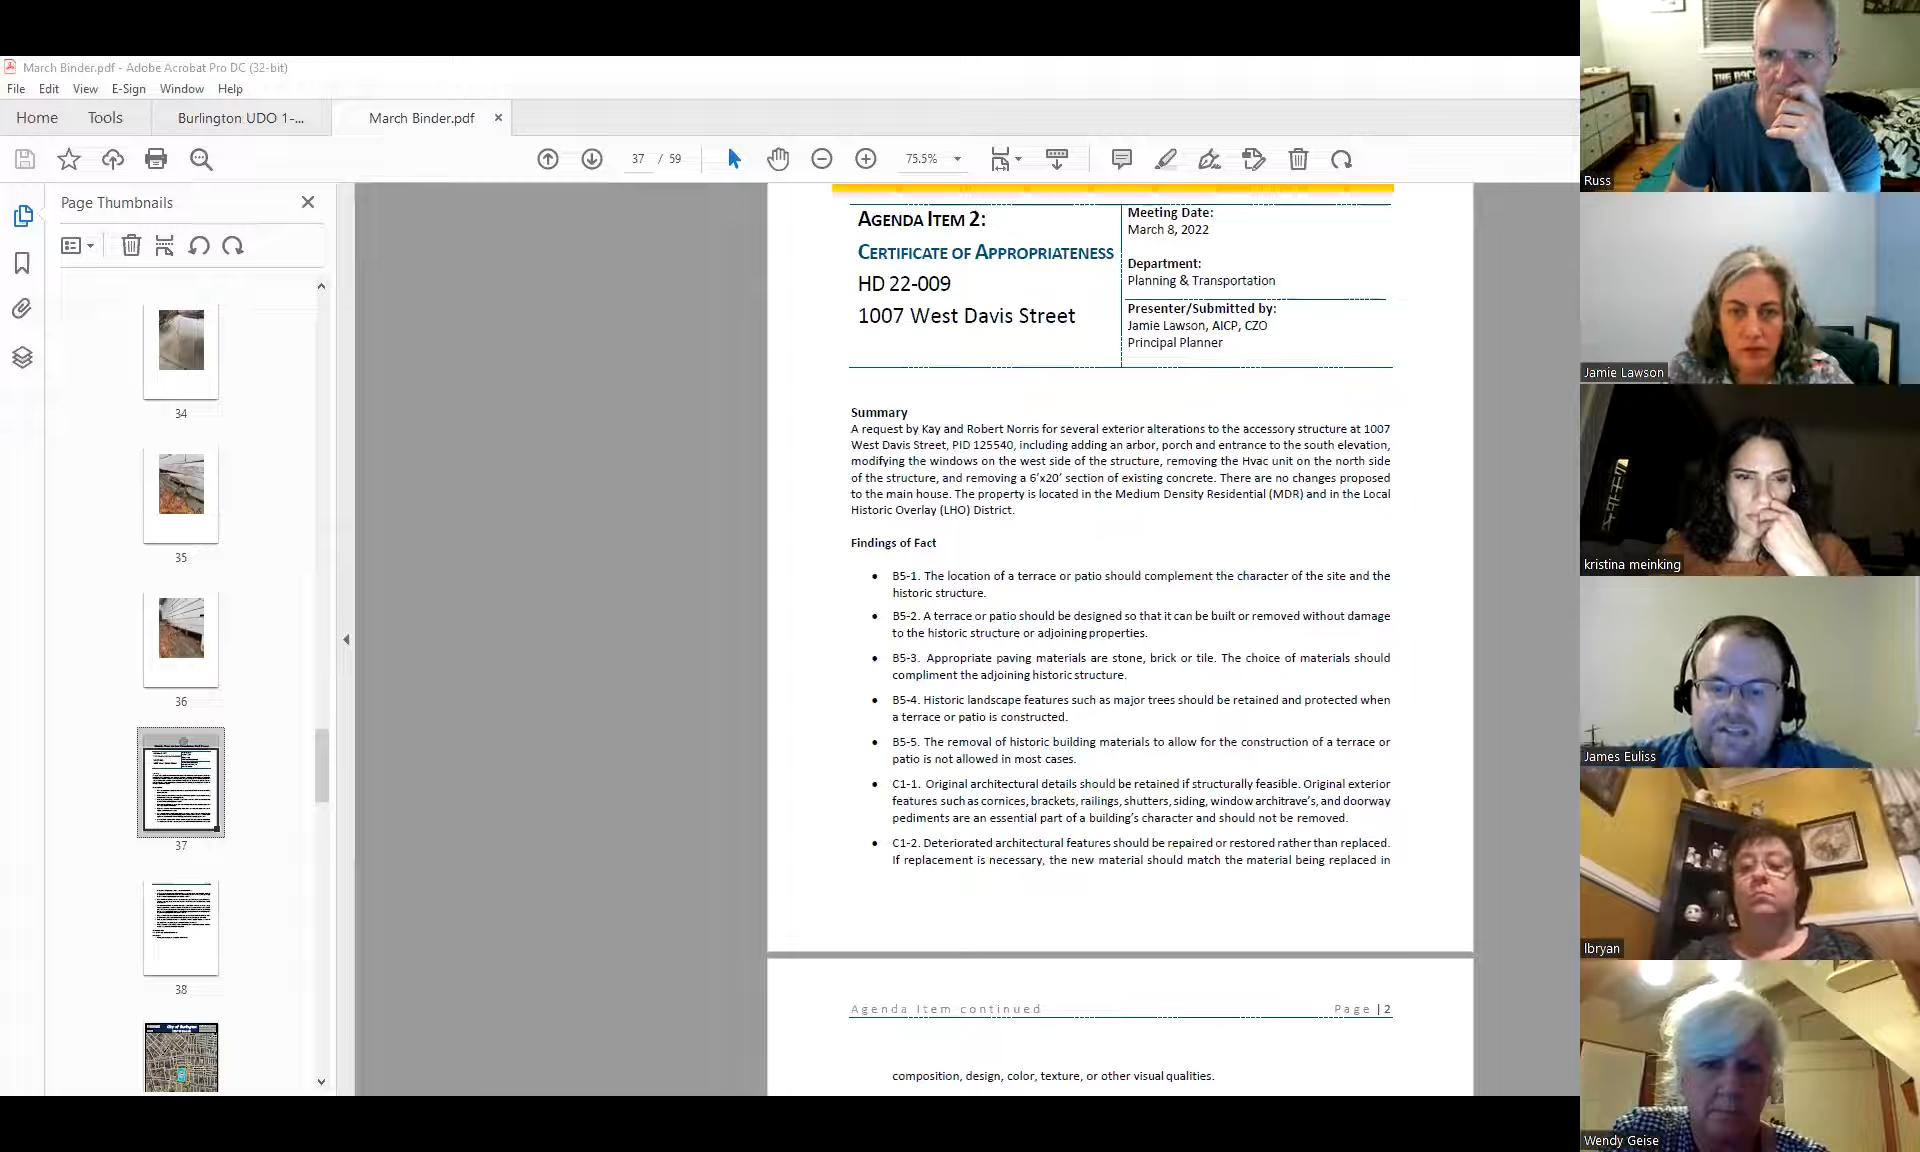 March Binder.pdf - Adobe Acrobat Pro DC (32-bit)
File Edit View E-Sign Window Help
Home Tools Burlington UDO 1-... March Binder.pdf ×
37 / 59 75.5%
Page Thumbnails
34
35
36
37
38
City of Burlington
AGENDA ITEM 2:
CERTIFICATE OF APPROPRIATENESS
HD 22-009
1007 West Davis Street
Meeting Date:
March 8, 2022
Department:
Planning & Transportation
Presenter/Submitted by:
Jamie Lawson, AICP, CZO
Principal Planner
Summary
A request by Kay and Robert Norris for several exterior alterations to the accessory structure at 1007
West Davis Street, PID 125540, including adding an arbor, porch and entrance to the south elevation,
modifying the windows on the west side of the structure, removing the Hvac unit on the north side
of the structure, and removing a 6'x20' section of existing concrete. There are no changes proposed
to the main house. The property is located in the Medium Density Residential (MDR) and in the Local
Historic Overlay (LHO) District.
Findings of Fact
• B5-1. The location of a terrace or patio should complement the character of the site and the
historic structure.
• B5-2. A terrace or patio should be designed so that it can be built or removed without damage
to the historic structure or adjoining properties.
• B5-3. Appropriate paving materials are stone, brick or tile. The choice of materials should
compliment the adjoining historic structure.
• B5-4. Historic landscape features such as major trees should be retained and protected when
a terrace or patio is constructed.
• B5-5. The removal of historic building materials to allow for the construction of a terrace or
patio is not allowed in most cases.
• C1-1. Original architectural details should be retained if structurally feasible. Original exterior
features such as cornices, brackets, railings, shutters, siding, window architrave's, and doorway
pediments are an essential part of a building's character and should not be removed.
• C1-2. Deteriorated architectural features should be repaired or restored rather than replaced.
If replacement is necessary, the new material should match the material being replaced in
Agenda Item continued Page | 2
composition, design, color, texture, or other visual qualities.
Russ
Jamie Lawson
kristina meinking
James Euliss
lbryan
Wendy Geise